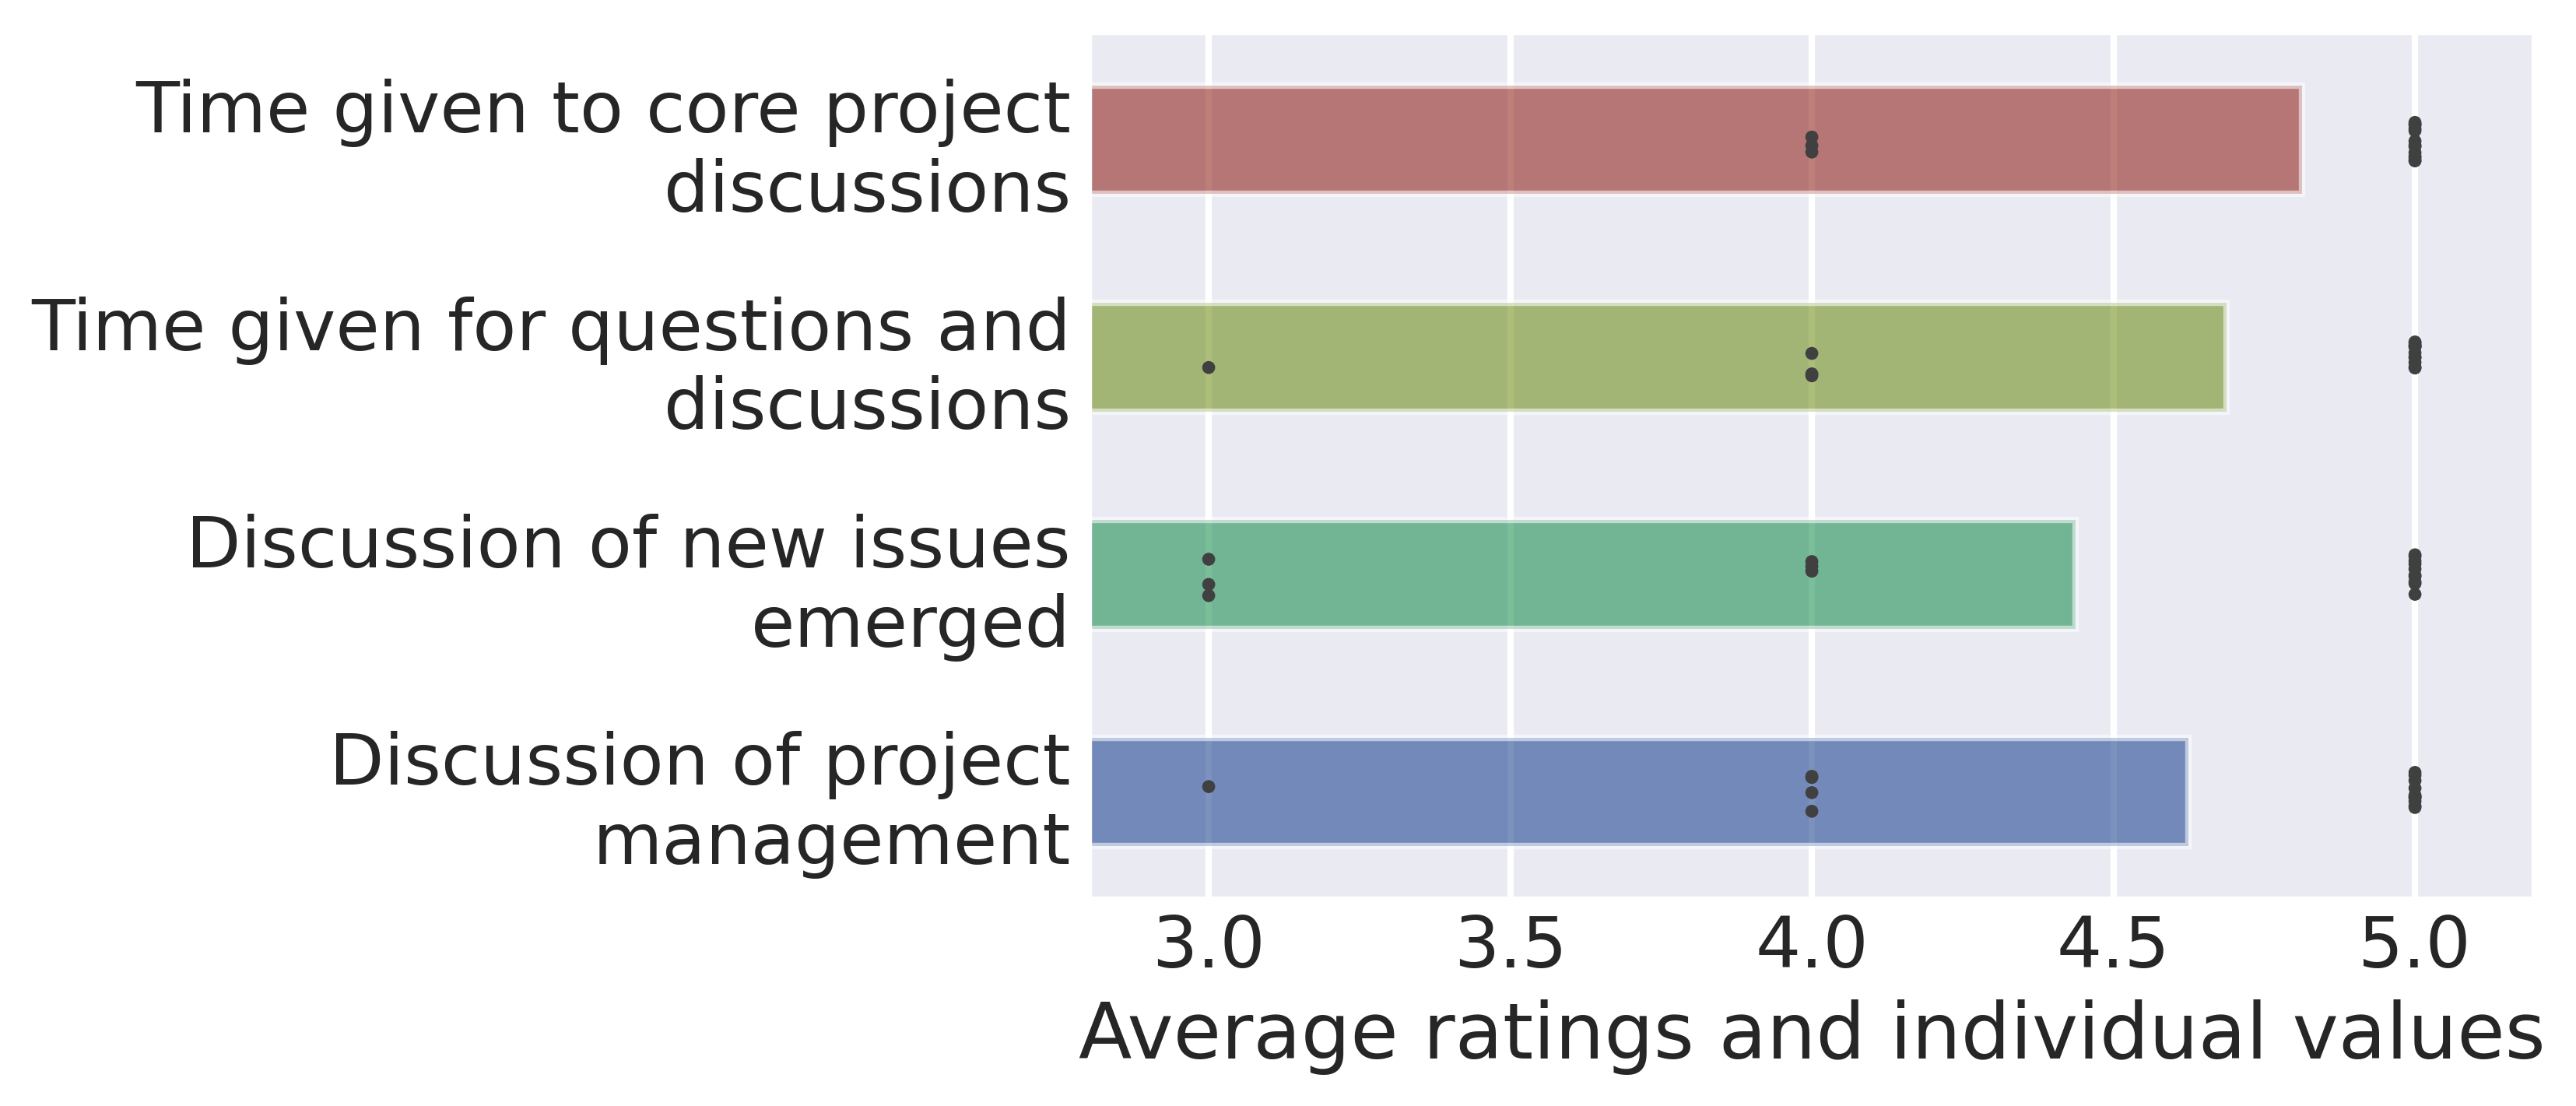 Time given to core project
discussions
Time given for questions and
discussions
Discussion of new issues
emerged
Discussion of project
management
3.0 3.5 4.0 4.5 5.0
Average ratings and individual values